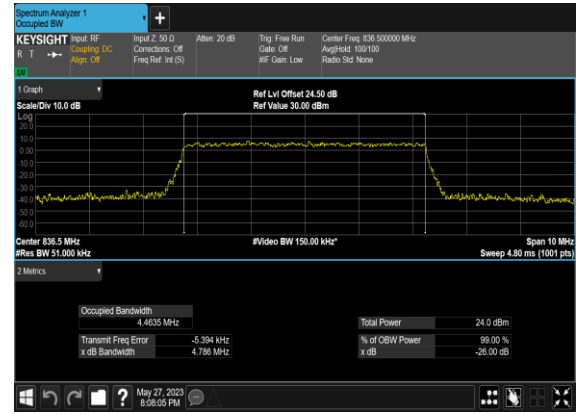 Spectrum Analyzer 1
Occupied BW
+
KEYSIGHT Input: RF Input Z: 50 Ω Atten: 20 dB Trig: Free Run Center Freq: 836.500000 MHz
R T Coupling: DC Corrections: Off Gate: Off Avg|Hold: 100/100
Align: Off Freq Ref: Int (S) #IF Gain: Low Radio Std: None
1 Graph
Scale/Div 10.0 dB
Ref Lvl Offset 24.50 dB
Ref Value 30.00 dBm
Log
20.0
10.0
0.00
-10.0
-20.0
-30.0
-40.0
-50.0
-60.0
Center 836.5 MHz #Video BW 150.00 kHz* Span 10 MHz
#Res BW 51.000 kHz Sweep 4.80 ms (1001 pts)
2 Metrics
Occupied Bandwidth
4.4635 MHz Total Power 24.0 dBm
Transmit Freq Error -5.394 kHz % of OBW Power 99.00 %
x dB Bandwidth 4.786 MHz x dB -26.00 dB
?
May 27, 2023
8:08:05 PM